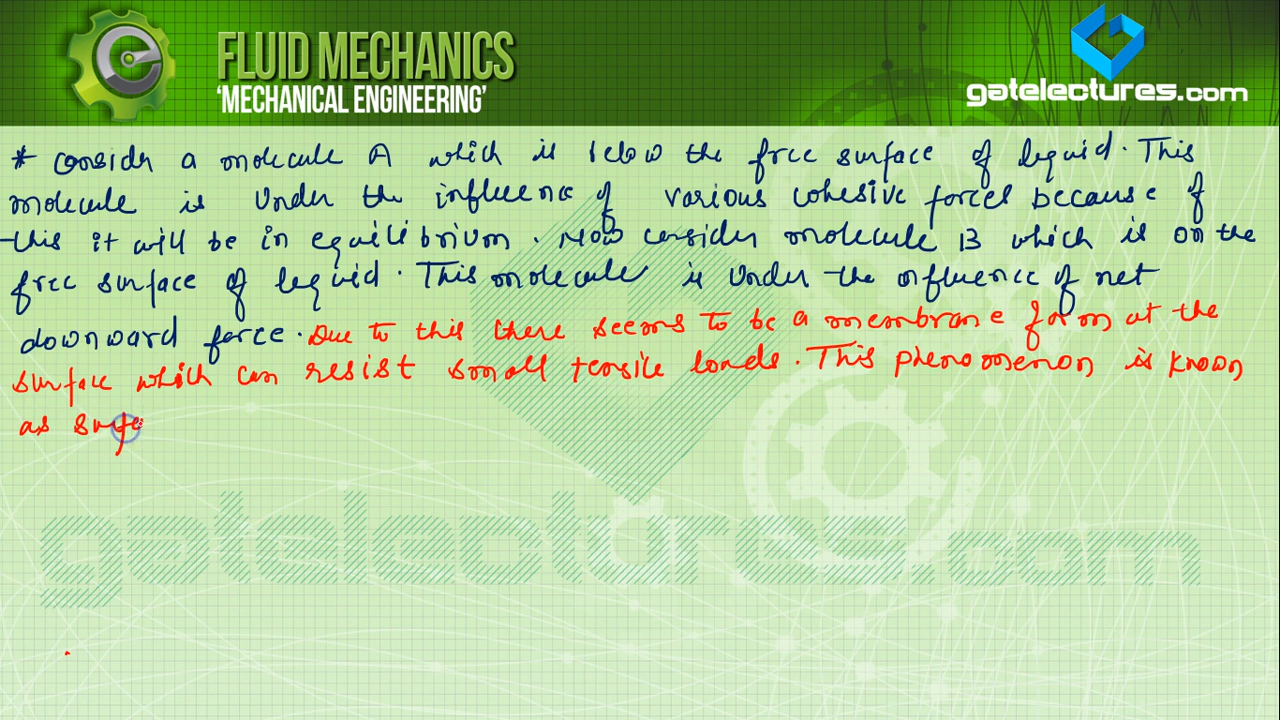 FLUID MECHANICS
'MECHANICAL ENGINEERING'
gatelectures.com
* Consider a molecule A which is below the free surface of liquid. This
molecule is under the influence of various cohesive forces because of
this it will be in equilibrium. Now consider molecule B which is on the
free surface of liquid. This molecule is under the influence of net
downward force. Due to this there seems to be a membrane form at the
surface which can resist small tensile loads. This phenomenon is known
as surfa
gatelectures.com